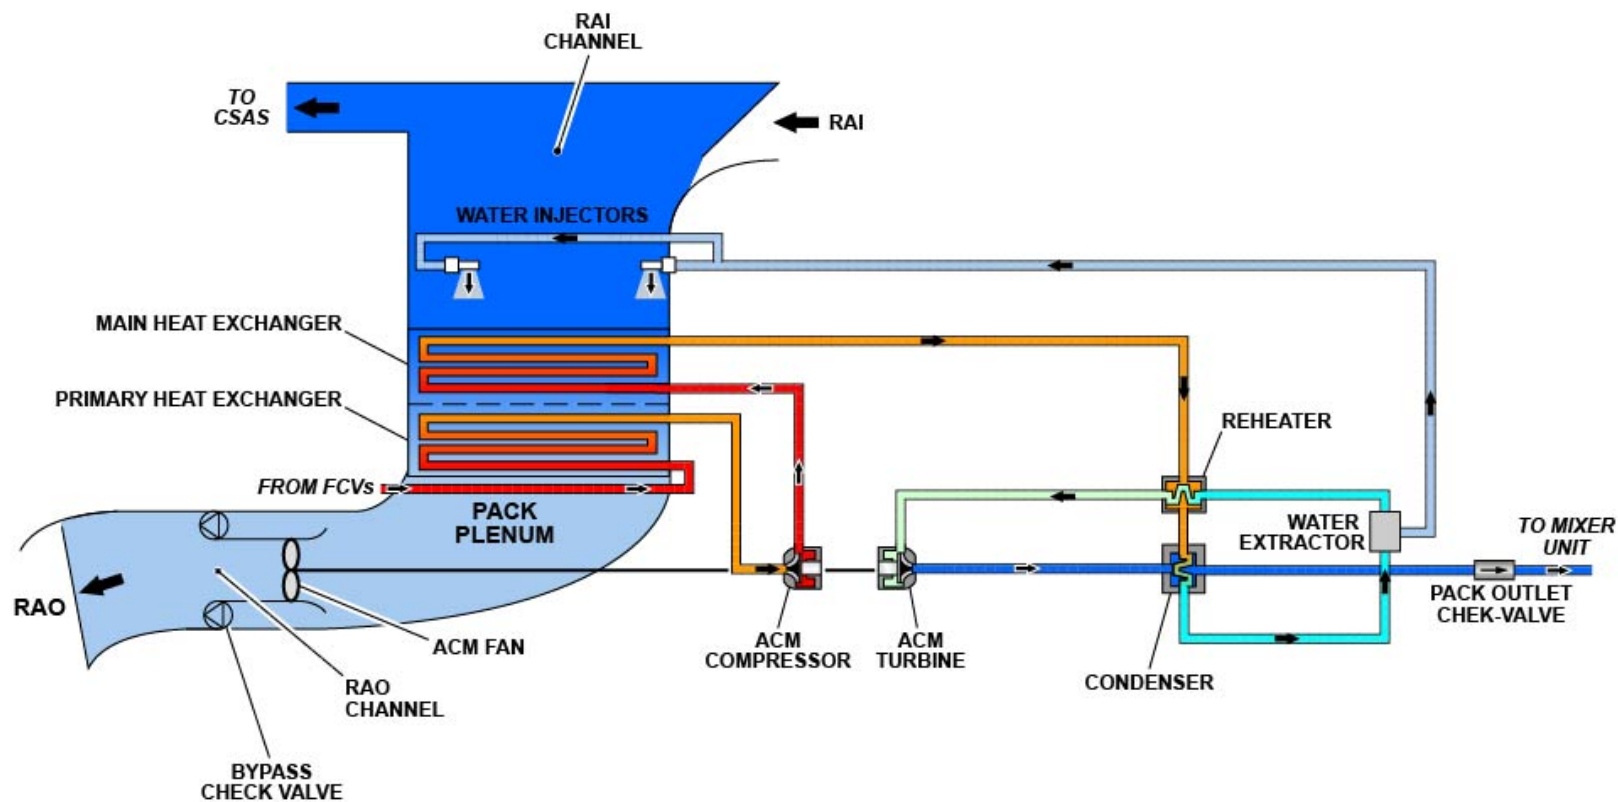 RAI
CHANNEL
TO
CSAS
RAI
WATER INJECTORS
MAIN HEAT EXCHANGER
PRIMARY HEAT EXCHANGER
REHEATER
FROM FCVs
PACK
PLENUM
WATER
EXTRACTOR
TO MIXER
UNIT
RAO
PACK OUTLET
CHEK-VALVE
ACM FAN
ACM
COMPRESSOR
ACM
TURBINE
CONDENSER
RAO
CHANNEL
BYPASS
CHECK VALVE